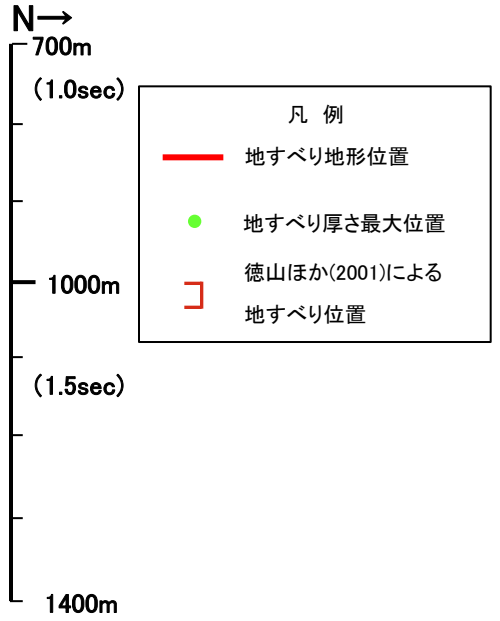 N→
700m
(1.0sec)
凡 例
地すべり地形位置
地すべり厚さ最大位置
徳山ほか(2001)による
地すべり位置
1000m
(1.5sec)
1400m